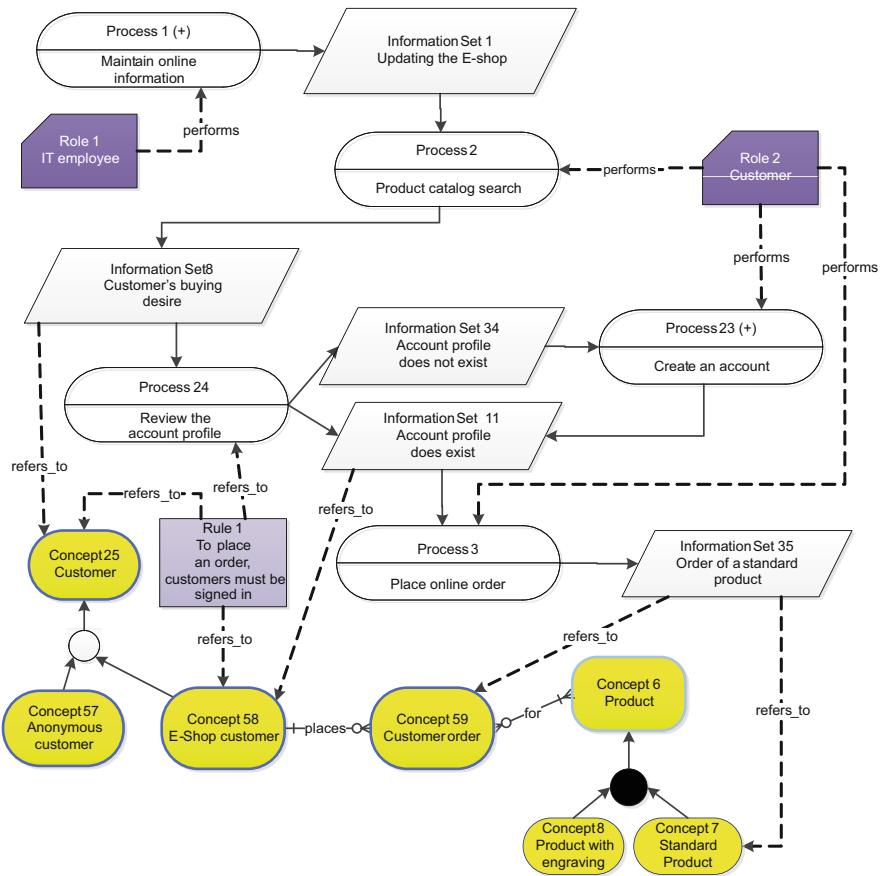 Process 1 (+)
Maintain online
information
Information Set 1
Updating the E-shop
Role 1
IT employee
performs
Process 2
Product catalog search
performs
Role 2
Customer
performs
performs
Information Set8
Customer's buying
desire
Information Set 34
Account profile
does not exist
Process 23 (+)
Create an account
Process 24
Review the
account profile
Information Set 11
Account profile
does exist
refers_to
refers_to
refers_to
refers_to
Rule 1
To place
an order,
customers must be
signed in
Concept 25
Customer
Process 3
Place online order
Information Set 35
Order of a standard
product
refers_to
refers_to
refers_to
Concept 57
Anonymous
customer
Concept 58
E-Shop customer
places
Concept 59
Customer order
for
Concept 6
Product
Concept 8
Product with
engraving
Concept 7
Standard
Product